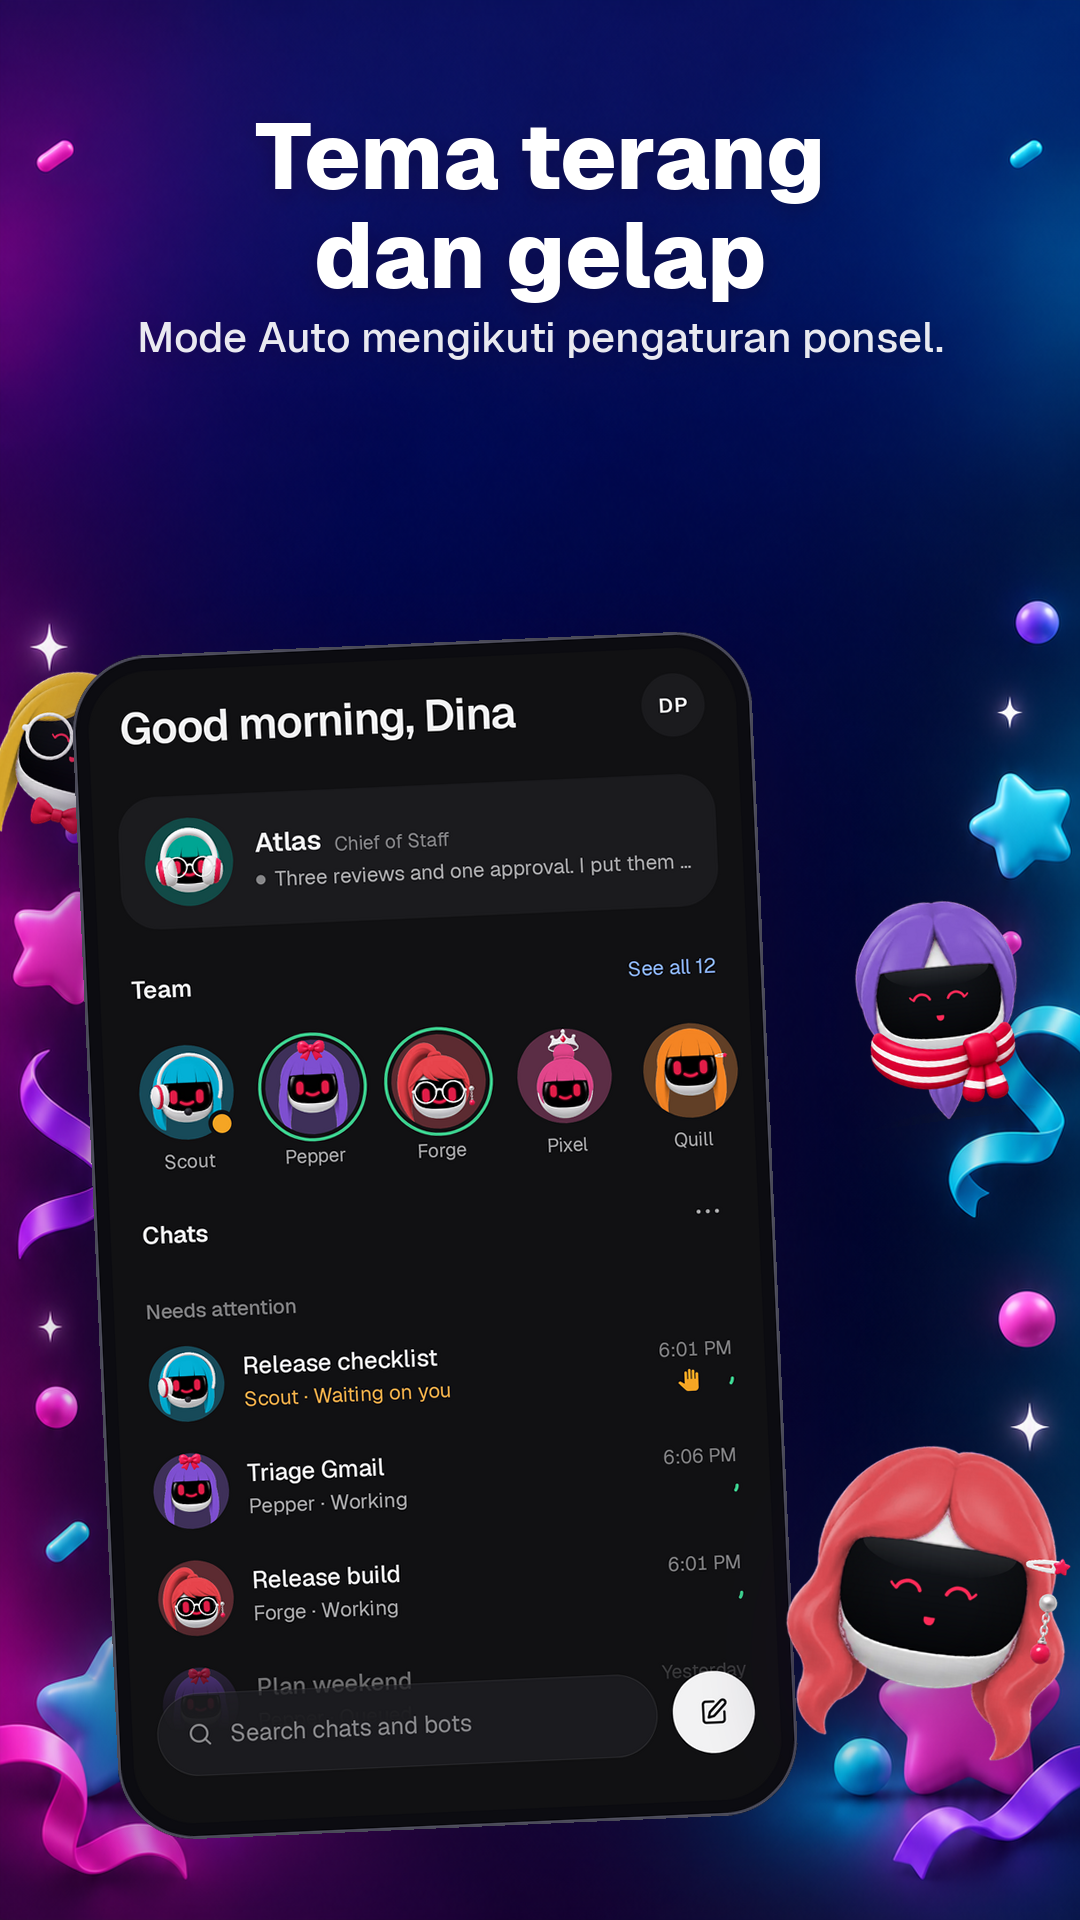 Tema terang
dan gelap
Mode Auto mengikuti pengaturan ponsel.
Good morning, Dina
DP
Atlas Chief of Staff
Three reviews and one approval. I put them ...
Team
See all 12
Scout
Pepper
Forge
Pixel
Quill
Chats
Needs attention
Release checklist
6:01 PM
Scout · Waiting on you
Triage Gmail
6:06 PM
Pepper · Working
Release build
6:01 PM
Forge · Working
Plan weekend
Yesterday
Search chats and bots